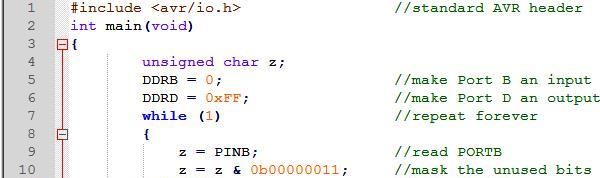 1 #include <avr/io.h> //standard AVR header
2 int main(void)
3 {
4 unsigned char z;
5 DDRB = 0; //make Port B an input
6 DDRD = 0xFF; //make Port D an output
7 while (1) //repeat forever
8 {
9 z = PINB; //read PORTB
10 z = z & 0b00000011; //mask the unused bits